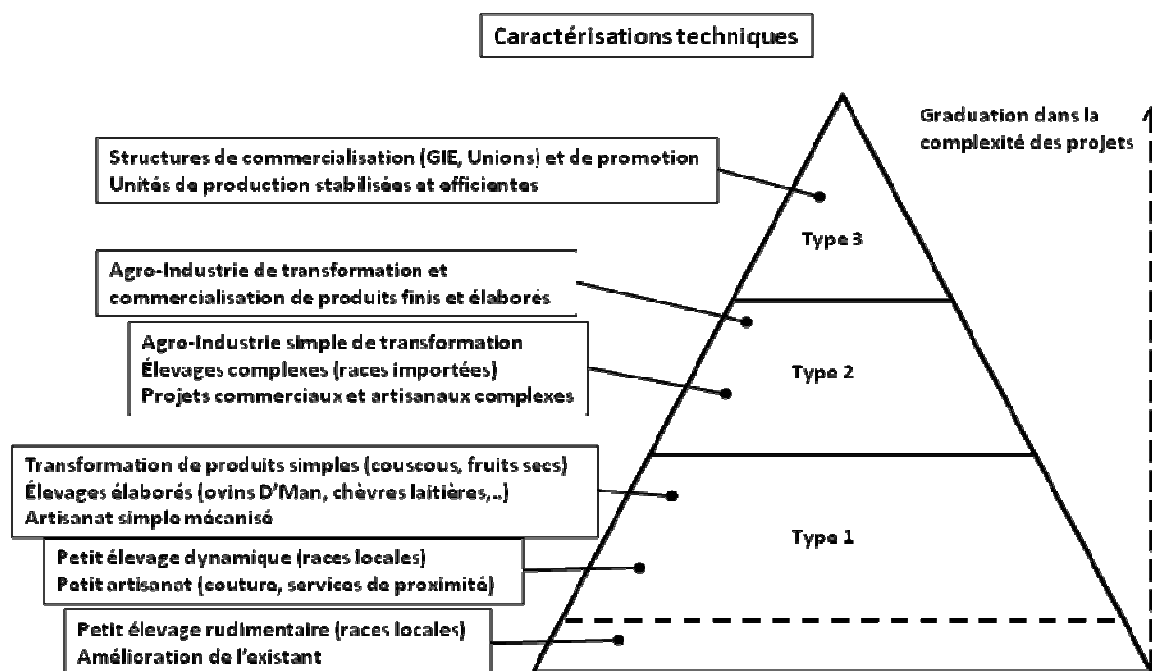 Caractérisations techniques
Graduation dans la
complexité des projets
Structures de commercialisation (GIE, Unions) et de promotion
Unités de production stabilisées et efficientes
Type 3
Agro-Industrie de transformation et
commercialisation de produits finis et élaborés
Agro-Industrie simple de transformation
Élevages complexes (races importées)
Projets commerciaux et artisanaux complexes
Type 2
Transformation de produits simples (couscous, fruits secs)
Élevages élaborés (ovins D'Man, chèvres laitières,..)
Artisanat simple mécanisé
Type 1
Petit élevage dynamique (races locales)
Petit artisanat (couture, services de proximité)
Petit élevage rudimentaire (races locales)
Amélioration de l'existant